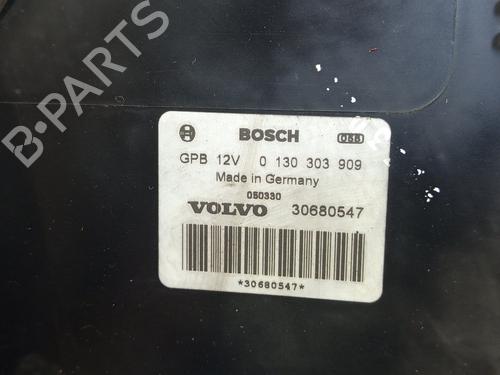 B-PARTS
BOSCH
GPB 12V 0 130 303 909
Made in Germany
050330
VOLVO 30680547
*30680547*